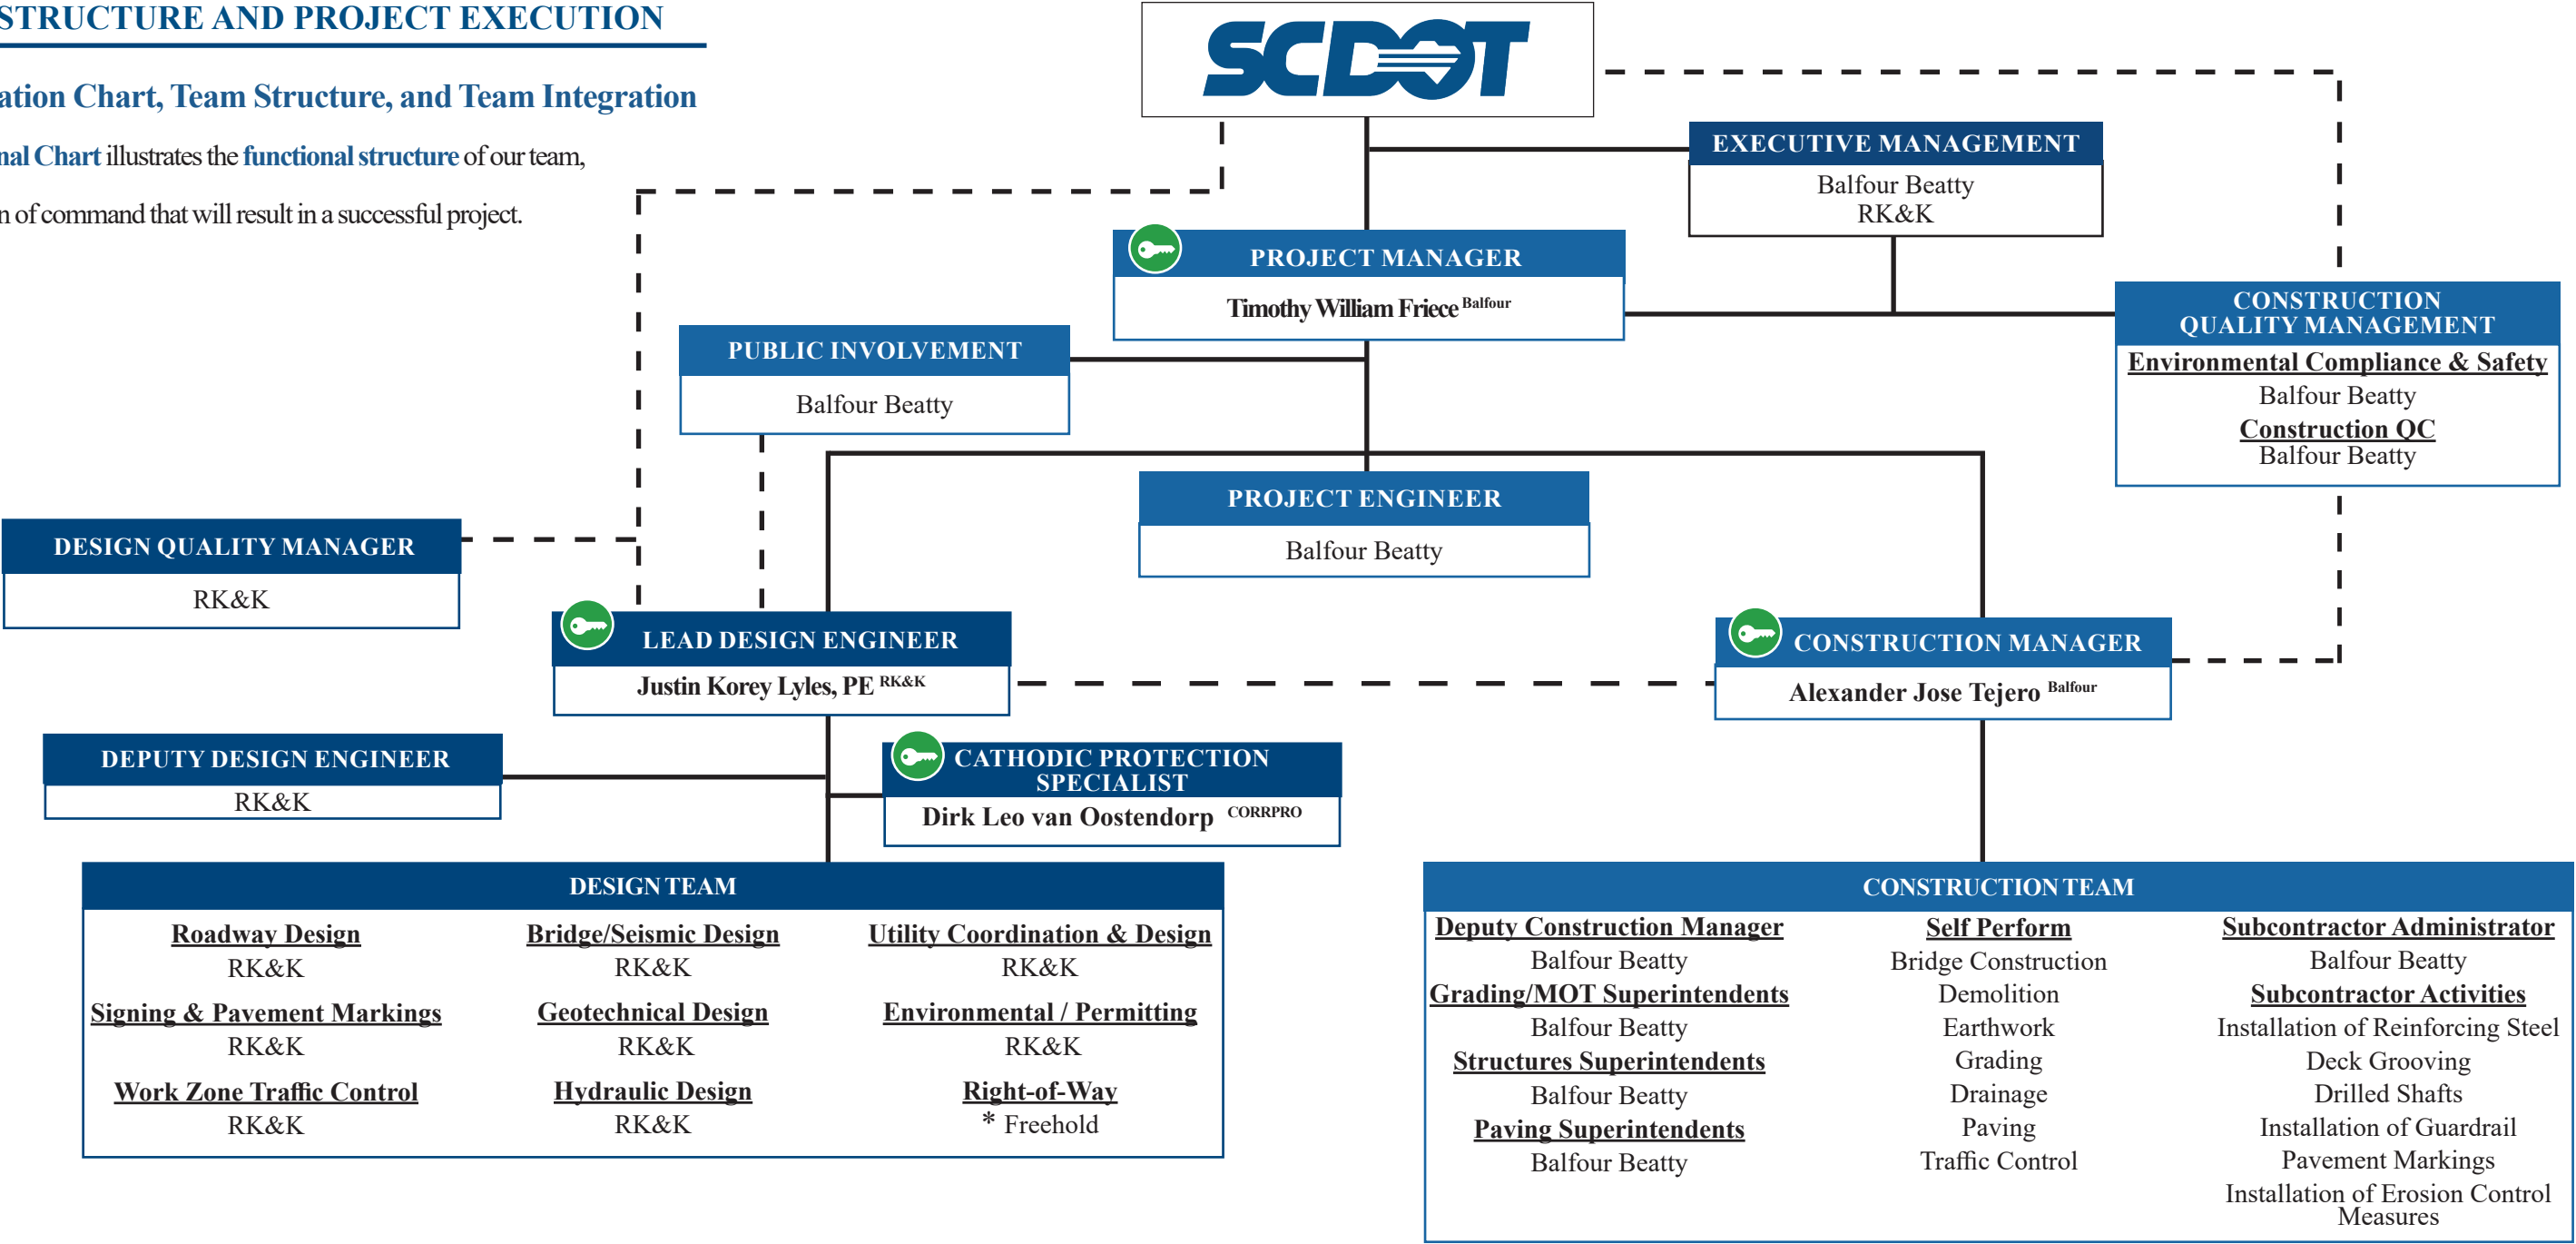 STRUCTURE AND PROJECT EXECUTION
ation Chart, Team Structure, and Team Integration
nal Chart illustrates the functional structure of our team,
n of command that will result in a successful project.
SCDOT
EXECUTIVE MANAGEMENT
Balfour Beatty
RK&K
PROJECT MANAGER
Timothy William Friece Balfour
CONSTRUCTION
QUALITY MANAGEMENT
Environmental Compliance & Safety
Balfour Beatty
Construction QC
Balfour Beatty
PUBLIC INVOLVEMENT
Balfour Beatty
PROJECT ENGINEER
Balfour Beatty
DESIGN QUALITY MANAGER
RK&K
LEAD DESIGN ENGINEER
Justin Korey Lyles, PE RK&K
CONSTRUCTION MANAGER
Alexander Jose Tejero Balfour
DEPUTY DESIGN ENGINEER
RK&K
CATHODIC PROTECTION
SPECIALIST
Dirk Leo van Oostendorp CORRPRO
DESIGN TEAM
Roadway Design
RK&K
Signing & Pavement Markings
RK&K
Work Zone Traffic Control
RK&K
Bridge/Seismic Design
RK&K
Geotechnical Design
RK&K
Hydraulic Design
RK&K
Utility Coordination & Design
RK&K
Environmental / Permitting
RK&K
Right-of-Way
* Freehold
CONSTRUCTION TEAM
Deputy Construction Manager
Balfour Beatty
Grading/MOT Superintendents
Balfour Beatty
Structures Superintendents
Balfour Beatty
Paving Superintendents
Balfour Beatty
Self Perform
Bridge Construction
Demolition
Earthwork
Grading
Drainage
Paving
Traffic Control
Subcontractor Administrator
Balfour Beatty
Subcontractor Activities
Installation of Reinforcing Steel
Deck Grooving
Drilled Shafts
Installation of Guardrail
Pavement Markings
Installation of Erosion Control
Measures